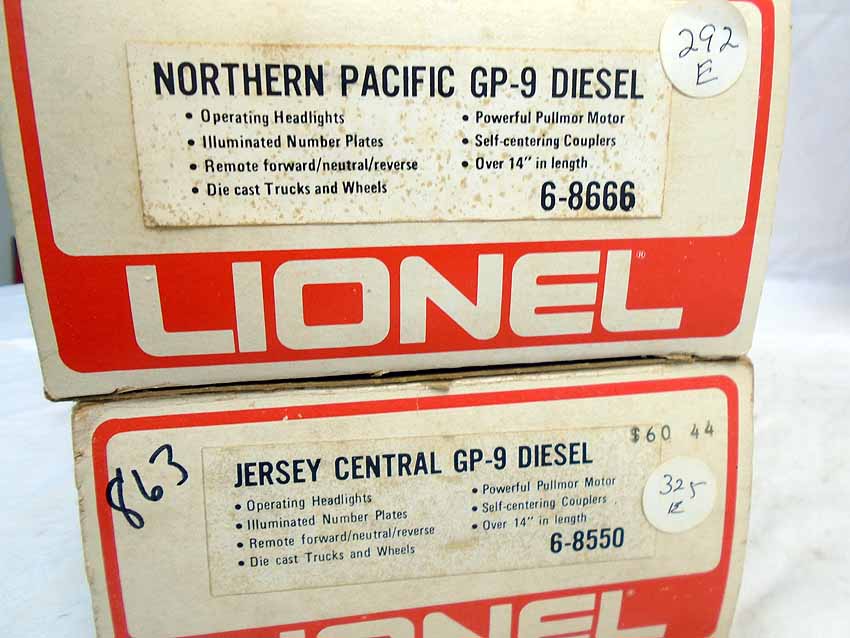 292
E
NORTHERN PACIFIC GP-9 DIESEL
• Operating Headlights
• Illuminated Number Plates
• Remote forward/neutral/reverse
• Die cast Trucks and Wheels
• Powerful Pullmor Motor
• Self-centering Couplers
• Over 14" in length
6-8666
LIONEL®
$60 44
863
JERSEY CENTRAL GP-9 DIESEL
• Operating Headlights
• Illuminated Number Plates
• Remote forward/neutral/reverse
• Die cast Trucks and Wheels
• Powerful Pullmor Motor
• Self-centering Couplers
• Over 14" in length
6-8550
325
E
LIONEL